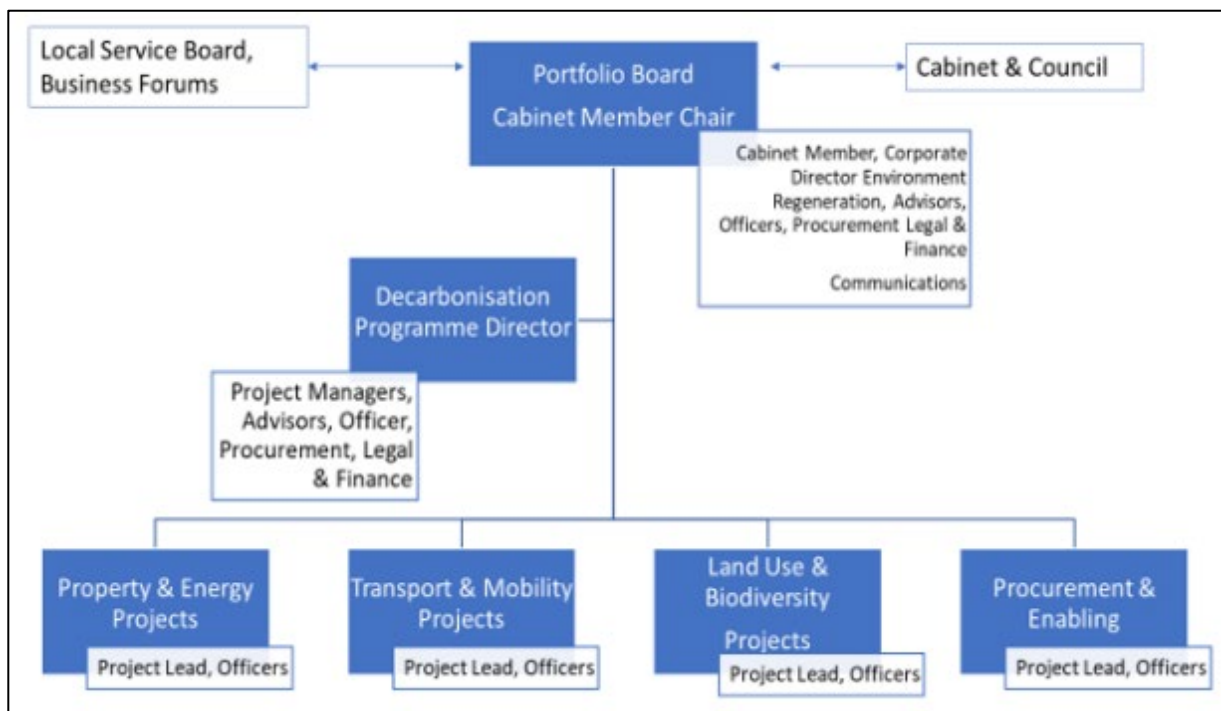 Local Service Board,
Business Forums
Portfolio Board
Cabinet Member Chair
Cabinet & Council
Cabinet Member, Corporate
Director Environment
Regeneration, Advisors,
Officers, Procurement Legal &
Finance
Communications
Decarbonisation
Programme Director
Project Managers,
Advisors, Officer,
Procurement, Legal
& Finance
Property & Energy
Projects
Project Lead, Officers
Transport & Mobility
Projects
Project Lead, Officers
Land Use &
Biodiversity
Projects
Project Lead, Officers
Procurement &
Enabling
Project Lead, Officers